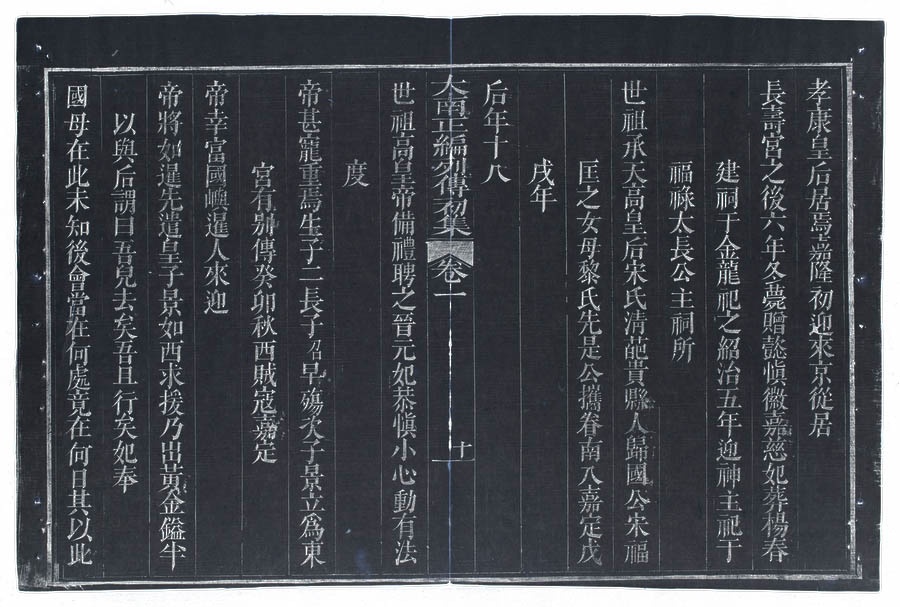 孝康皇后居焉嘉隆初迎來京從居
長壽宮之後六年冬薨贈懿愼徽嘉慈妃葬楊春
建祠于金龍祀之紹治五年迎神主祀于
福祿太長公主祠所
世祖承天高皇后宋氏清葩貴縣人歸國公宋福
匡之女母黎氏先是公攜眷南入嘉定戊
戌年
后年十八
大南正編列傳初集 卷一 十
世祖高皇帝備禮聘之晉元妃恭愼小心動有法
度
帝甚寵重焉生子二長子早殤次子景立爲東
宮有別傳癸卯秋西賊寇嘉定
帝幸富國嶼暹人來迎
帝將如暹先遣皇子景如西求援乃出黃金鎰半
以與后謂曰吾兒去矣吾且行矣妃奉
國母在此未知後會當在何處竟在何日其以此